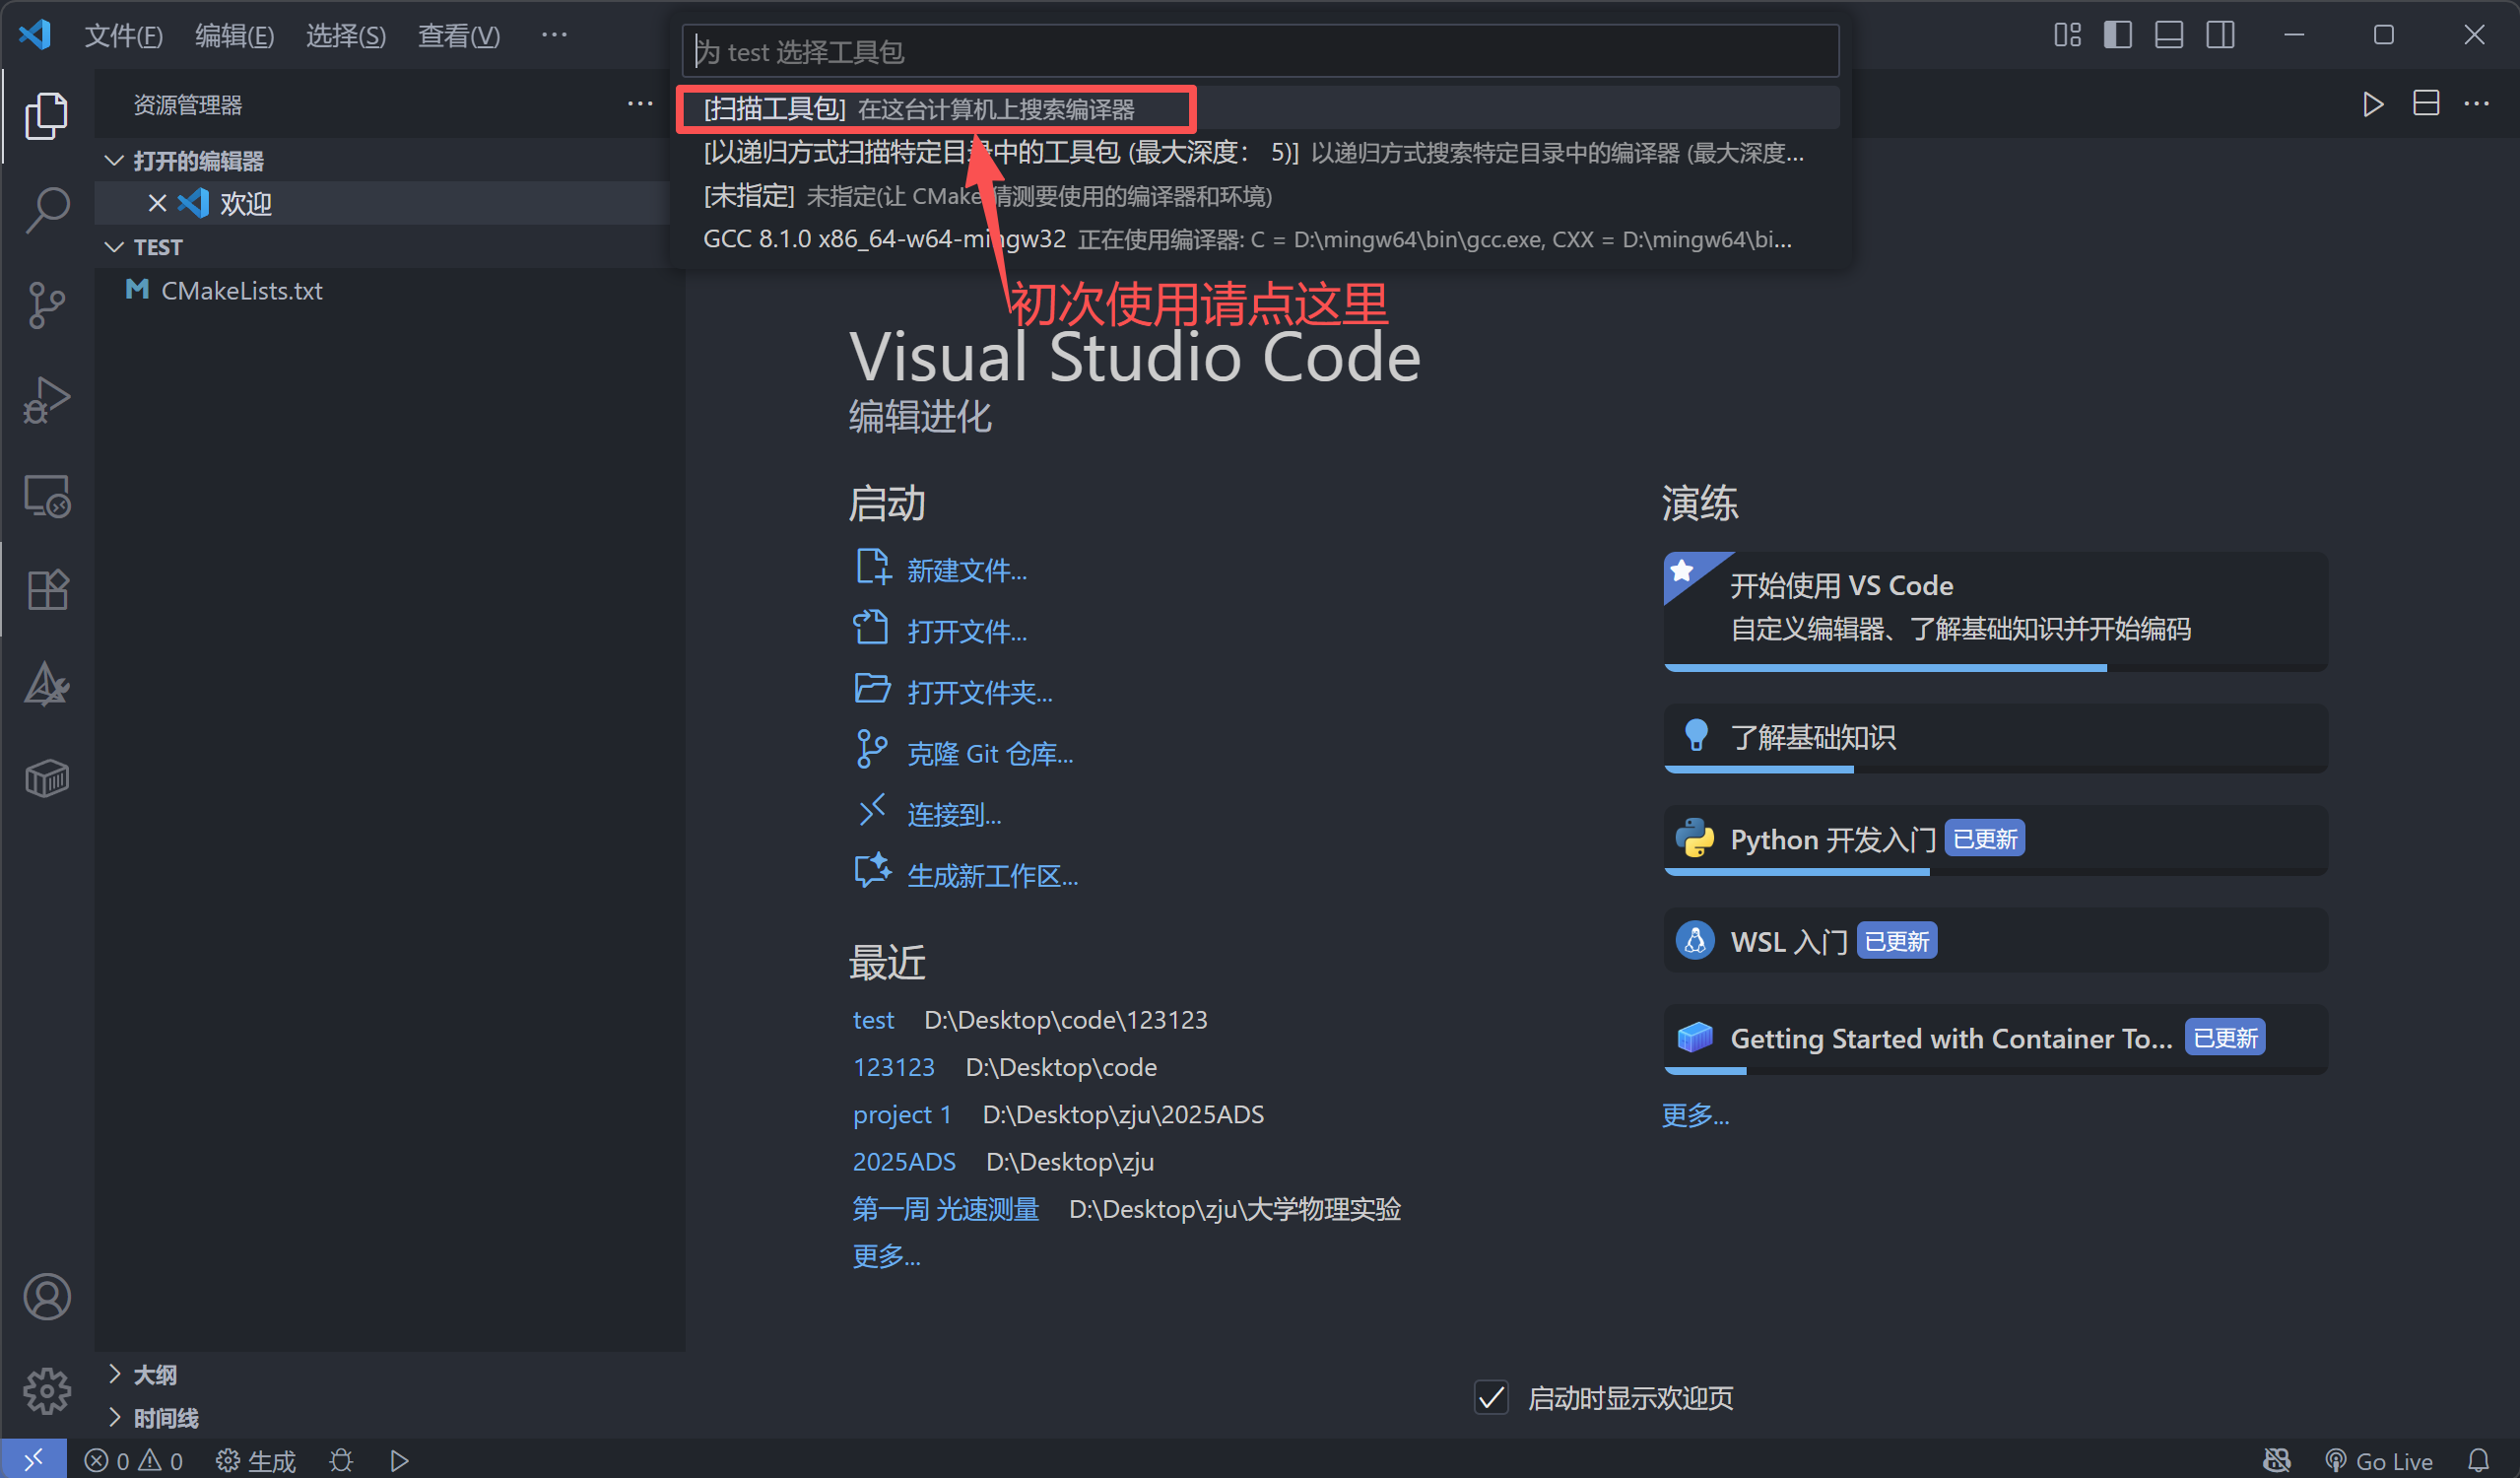 文件(F) 编辑(E) 选择(S) 查看(V) ···
为 test 选择工具包
[扫描工具包] 在这台计算机上搜索编译器
[以递归方式扫描特定目录中的工具包 (最大深度： 5)] 以递归方式搜索特定目录中的编译器 (最大深度...
[未指定] 未指定(让 CMake 猜测要使用的编译器和环境)
GCC 8.1.0 x86_64-w64-mingw32 正在使用编译器: C = D:\mingw64\bin\gcc.exe, CXX = D:\mingw64\bi...
初次使用请点这里
资源管理器
打开的编辑器
欢迎
TEST
CMakeLists.txt
大纲
时间线
Visual Studio Code
编辑进化
启动
新建文件...
打开文件...
打开文件夹...
克隆 Git 仓库...
连接到...
生成新工作区...
最近
test D:\Desktop\code\123123
123123 D:\Desktop\code
project 1 D:\Desktop\zju\2025ADS
2025ADS D:\Desktop\zju
第一周 光速测量 D:\Desktop\zju\大学物理实验
更多...
演练
开始使用 VS Code
自定义编辑器、了解基础知识并开始编码
了解基础知识
Python 开发入门 已更新
WSL 入门 已更新
Getting Started with Container To... 已更新
更多...
启动时显示欢迎页
0 0 生成
Go Live